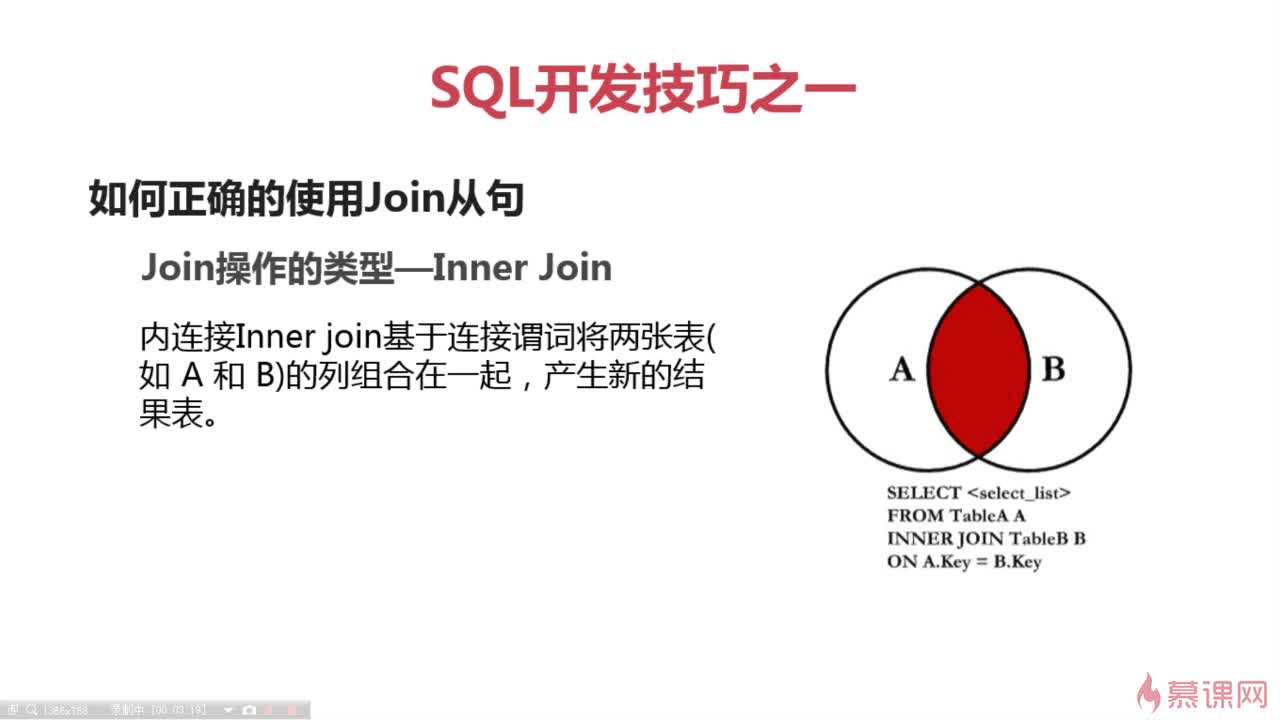 SQL开发技巧之一
如何正确的使用Join从句
Join操作的类型—Inner Join
内连接Inner join基于连接谓词将两张表(
如 A 和 B)的列组合在一起，产生新的结
果表。
A
B
SELECT <select_list>
FROM TableA A
INNER JOIN TableB B
ON A.Key = B.Key
慕课网
1366x768 录制中 [00:03:19]